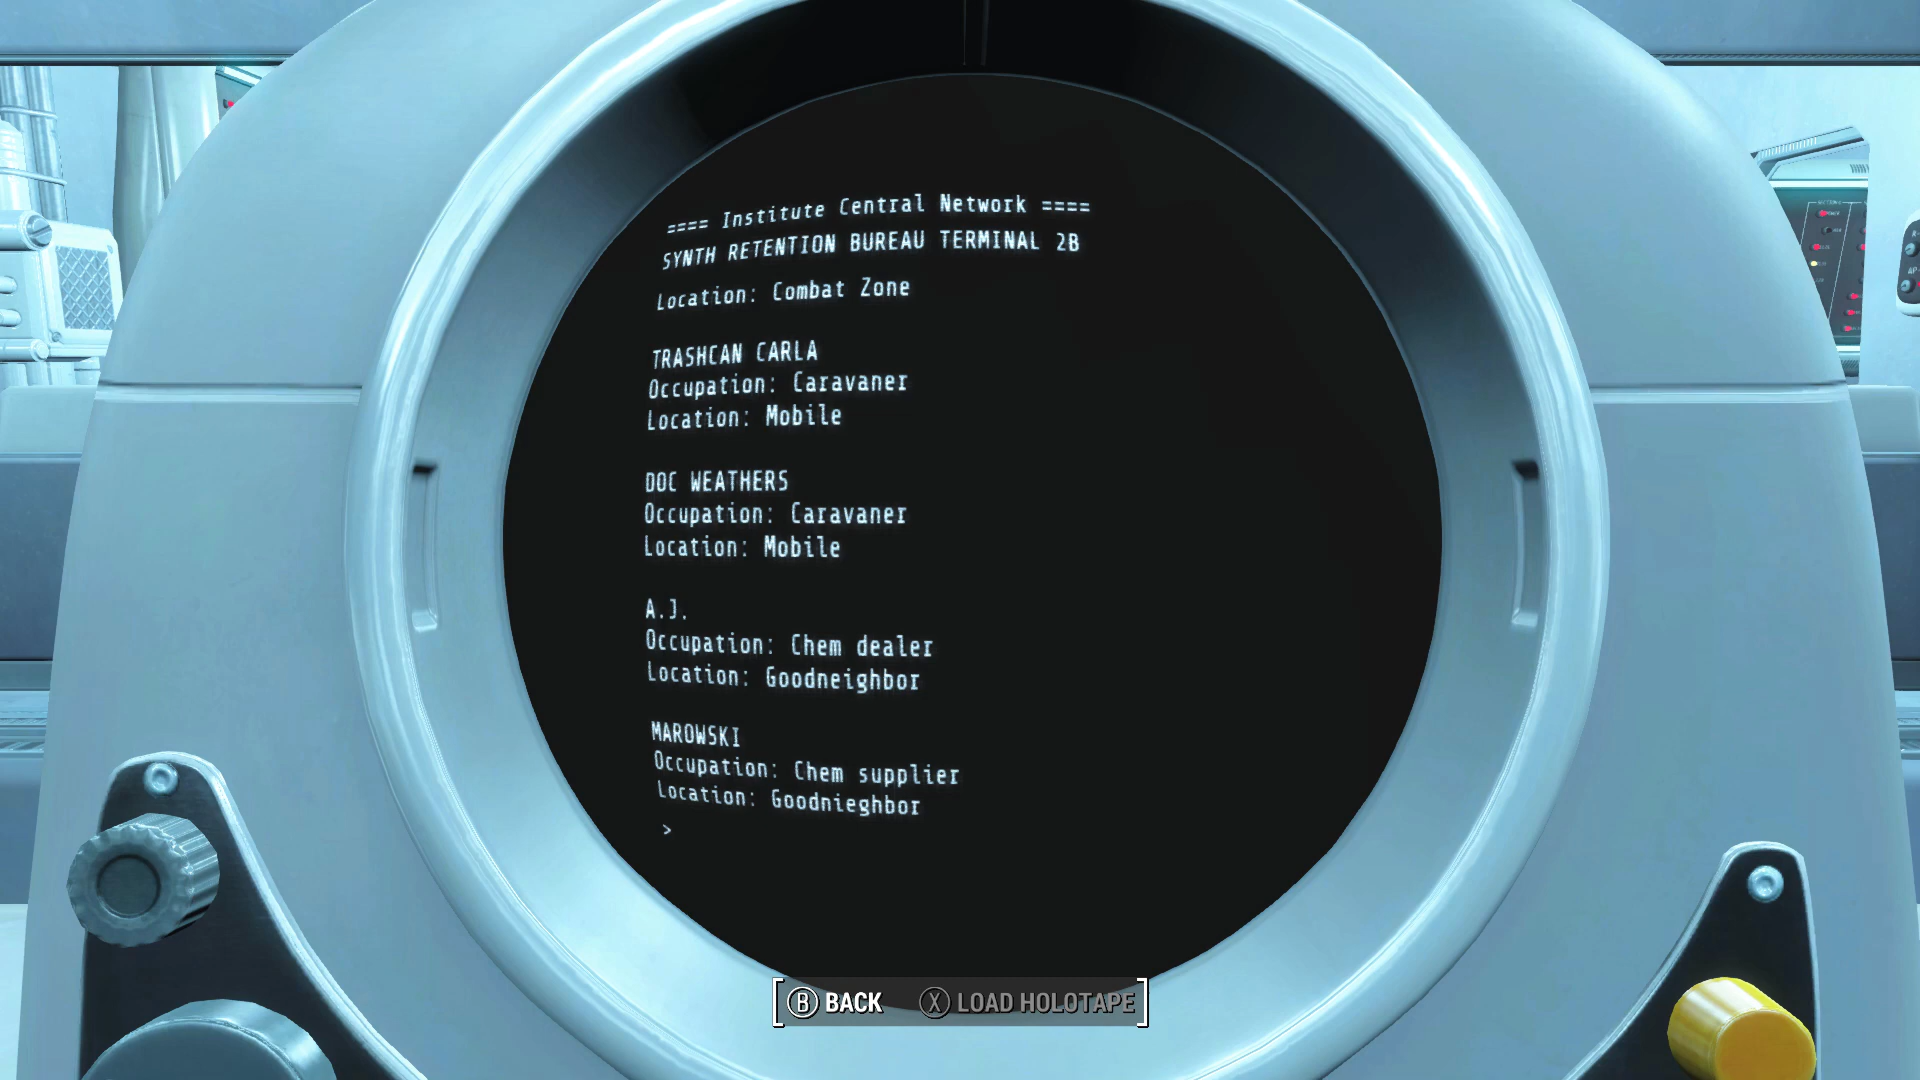 ==== Institute Central Network ====
SYNTH RETENTION BUREAU TERMINAL 2B
Location: Combat Zone
TRASHCAN CARLA
Occupation: Caravaner
Location: Mobile
DOC WEATHERS
Occupation: Caravaner
Location: Mobile
A.J.
Occupation: Chem dealer
Location: Goodneighbor
MAROWSKI
Occupation: Chem supplier
Location: Goodnieghbor
>
[ B BACK X LOAD HOLOTAPE ]